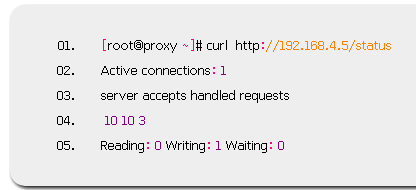 01. [root@proxy ~]# curl http://192.168.4.5/status
02. Active connections: 1
03. server accepts handled requests
04. 10 10 3
05. Reading: 0 Writing: 1 Waiting: 0